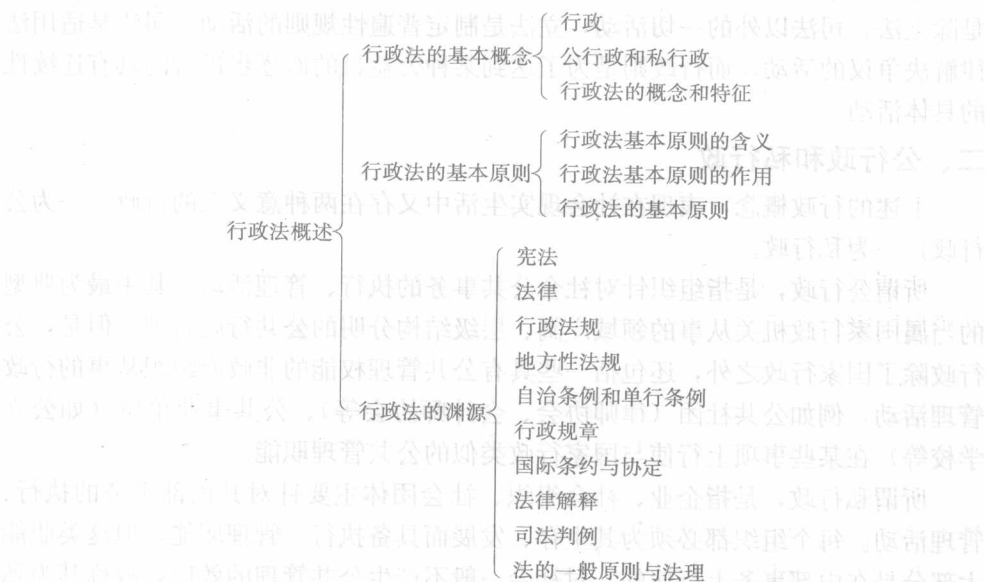 行政法概述
行政法的基本概念
行政
公行政和私行政
行政法的概念和特征
行政法的基本原则
行政法基本原则的含义
行政法基本原则的作用
行政法的基本原则
行政法的渊源
宪法
法律
行政法规
地方性法规
自治条例和单行条例
行政规章
国际条约与协定
法律解释
司法判例
法的一般原则与法理